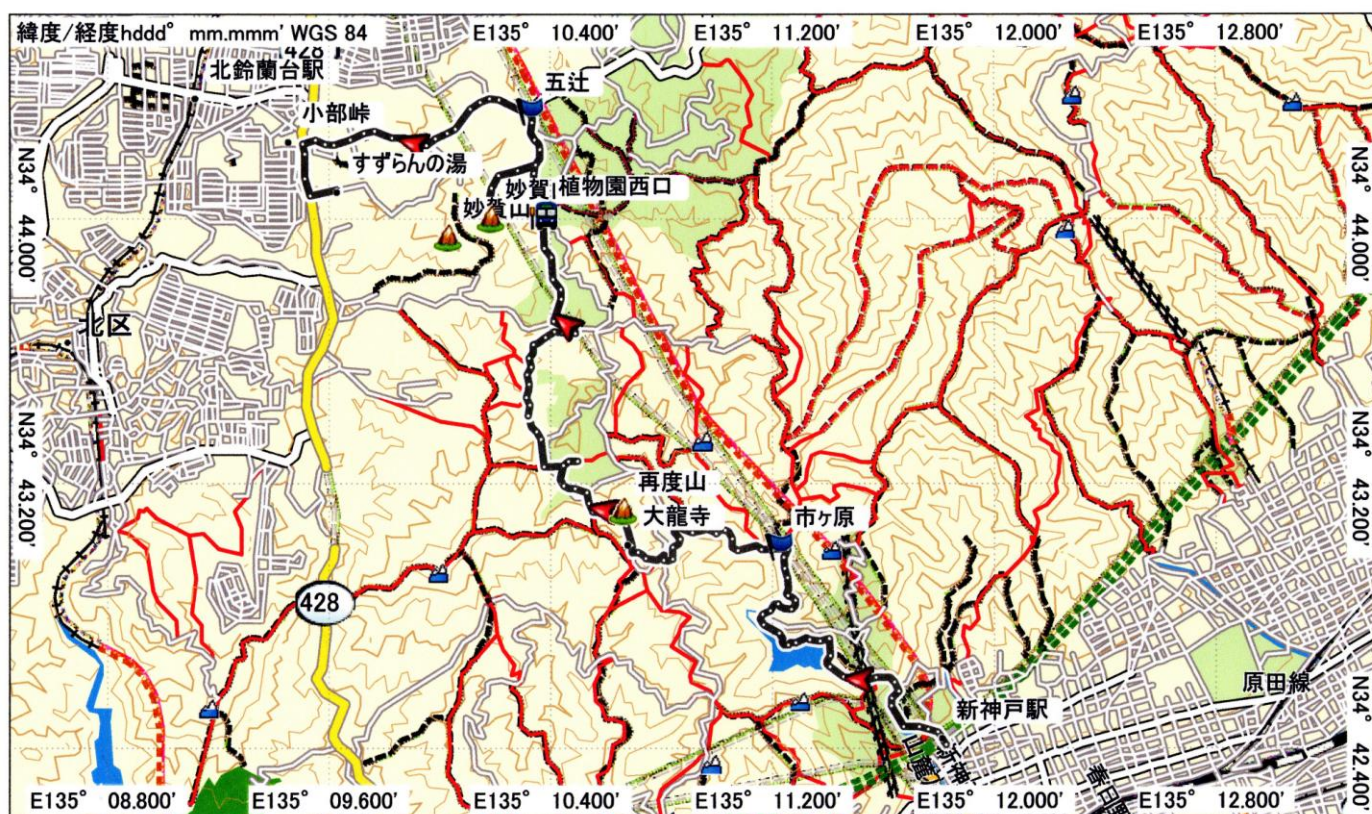 緯度/経度hddd° mm.mmm' WGS 84
E135° 10.400' E135° 11.200' E135° 12.000' E135° 12.800'
428
北鈴蘭台駅
五辻
小部峠
すずらんの湯
植物園西口
妙賀山
N34° 44.000'
N34° 44.000'
北区
N34° 43.200'
N34° 43.200'
再度山
大龍寺
市ヶ原
428
原田線
新神戸駅
N34° 42.400'
E135° 08.800' E135° 09.600' E135° 10.400' E135° 11.200' E135° 12.000' E135° 12.800'